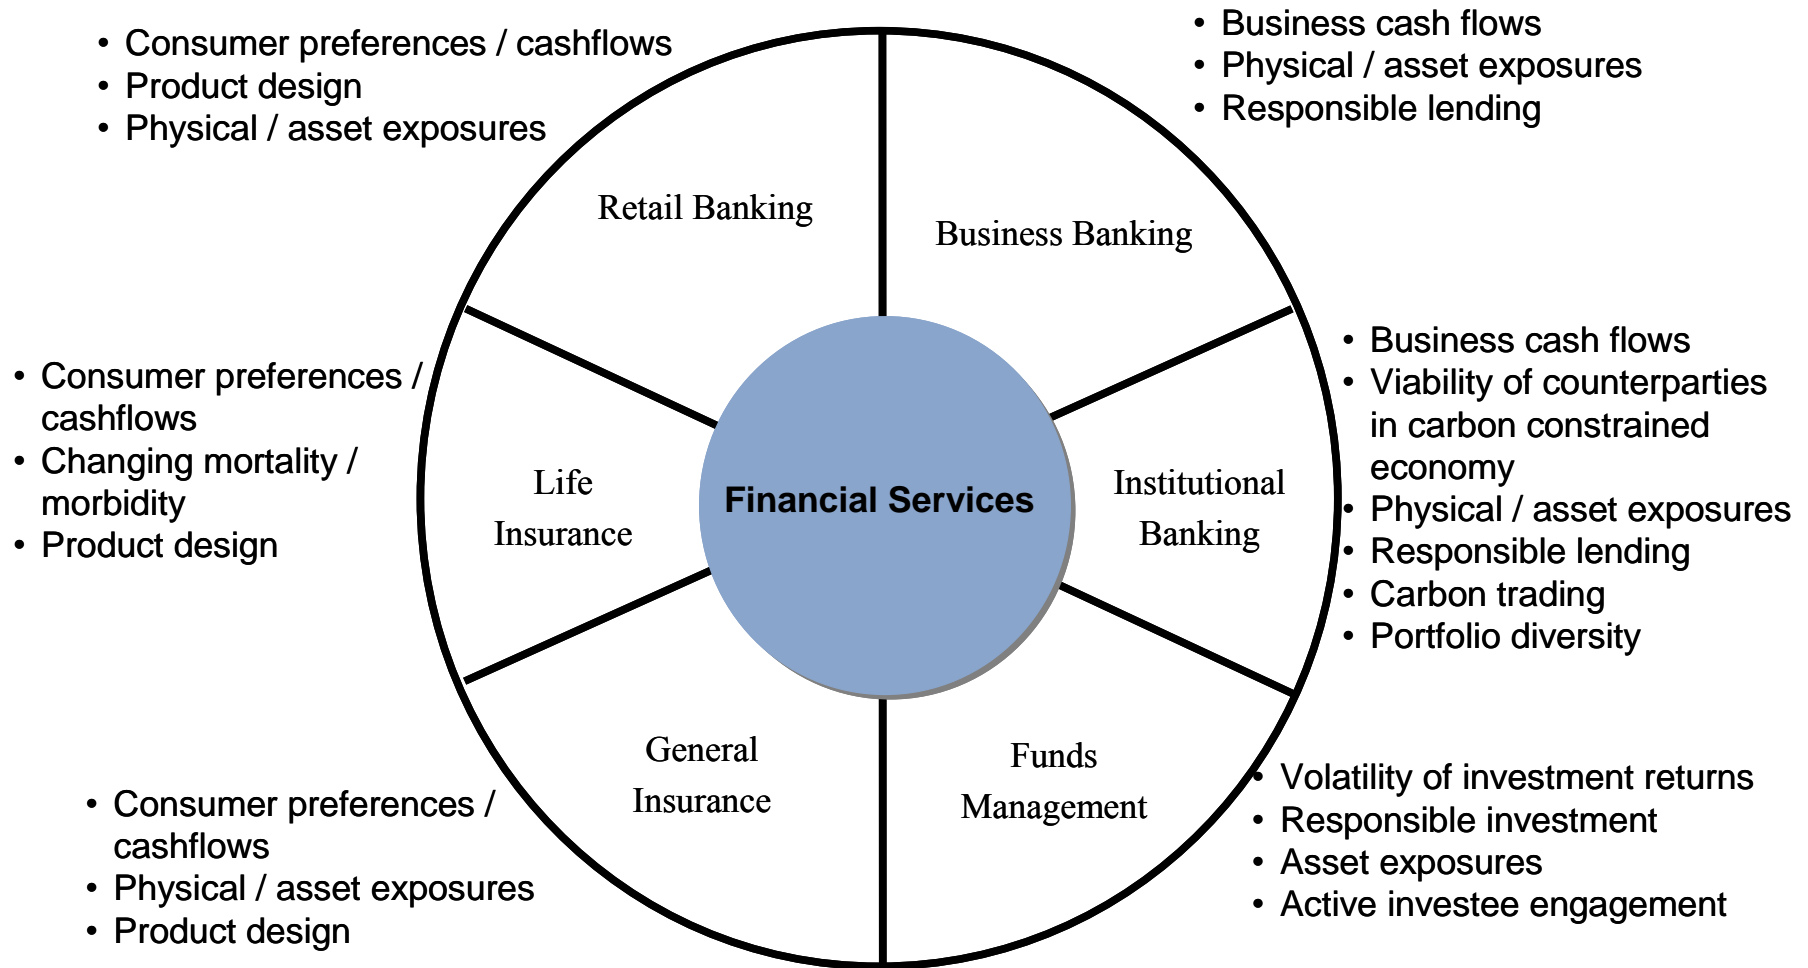 • Consumer preferences / cashflows
• Product design
• Physical / asset exposures
• Business cash flows
• Physical / asset exposures
• Responsible lending
Retail Banking
Business Banking
• Consumer preferences /
cashflows
• Changing mortality /
morbidity
• Product design
Life
Insurance
Financial Services
Institutional
Banking
• Business cash flows
• Viability of counterparties
in carbon constrained
economy
• Physical / asset exposures
• Responsible lending
• Carbon trading
• Portfolio diversity
General
Insurance
Funds
Management
• Consumer preferences /
cashflows
• Physical / asset exposures
• Product design
• Volatility of investment returns
• Responsible investment
• Asset exposures
• Active investee engagement